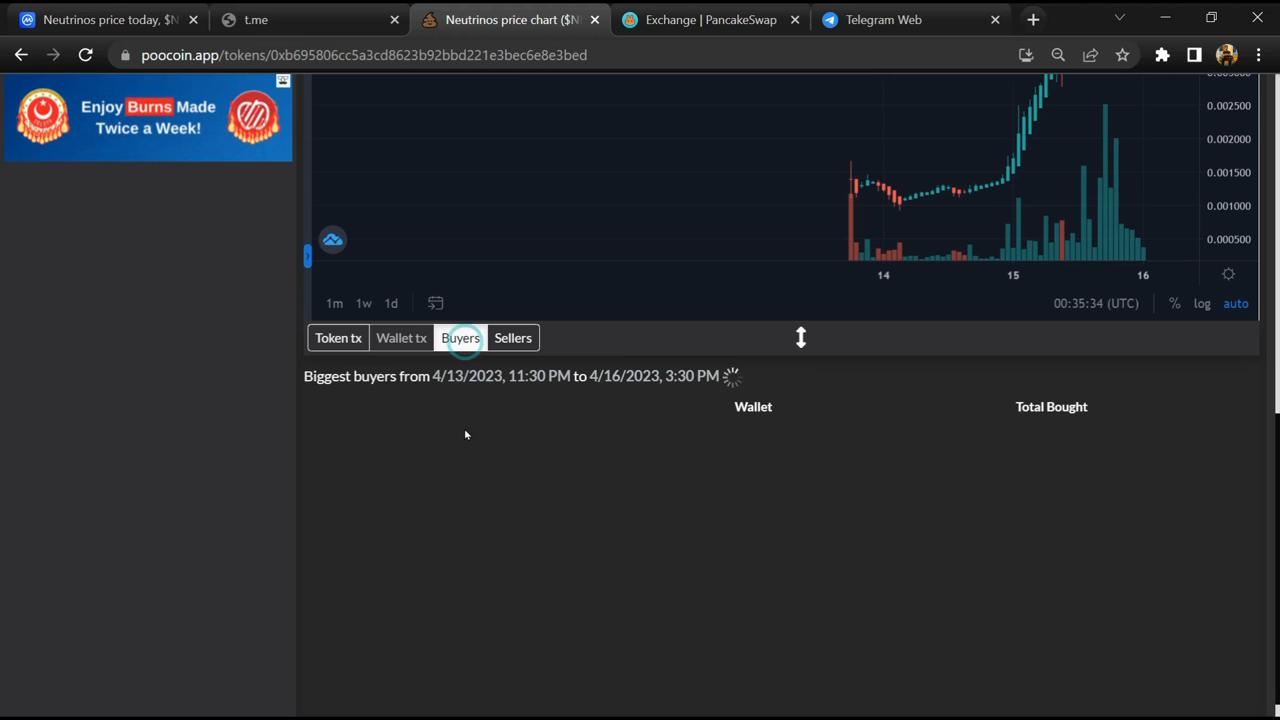 Neutrinos price today, $N
t.me
Neutrinos price chart ($N
Exchange | PancakeSwap
Telegram Web
poocoin.app/tokens/0xb695806cc5a3cd8623b92bbd221e3bec6e8e3bed
Enjoy Burns Made
Twice a Week!
0.002500
0.002000
0.001500
0.001000
0.000500
14
15
16
1m
1w
1d
00:35:34 (UTC)
%
log
auto
Token tx
Wallet tx
Buyers
Sellers
Biggest buyers from 4/13/2023, 11:30 PM to 4/16/2023, 3:30 PM
Wallet
Total Bought